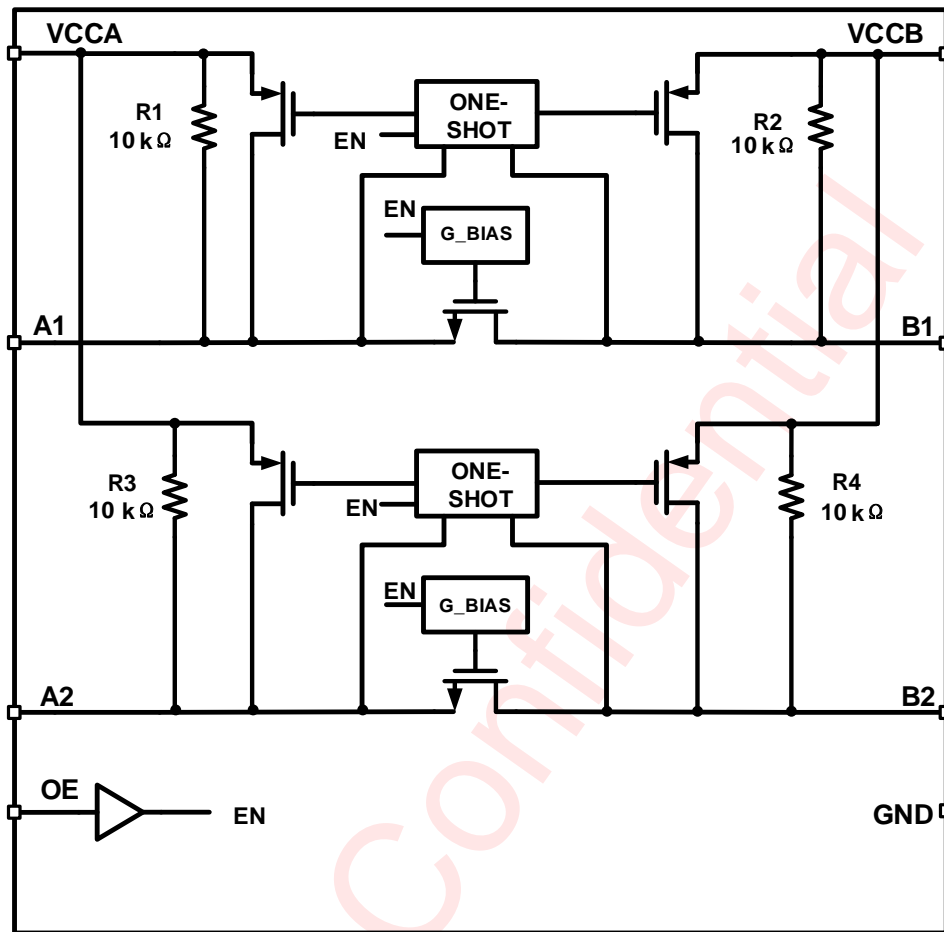 VCCA
VCCB
R1
10 kΩ
ONE-
SHOT
EN
R2
10 kΩ
EN
G_BIAS
A1
B1
R3
10 kΩ
ONE-
SHOT
EN
R4
10 kΩ
EN
G_BIAS
A2
B2
OE
EN
GND
Confidential